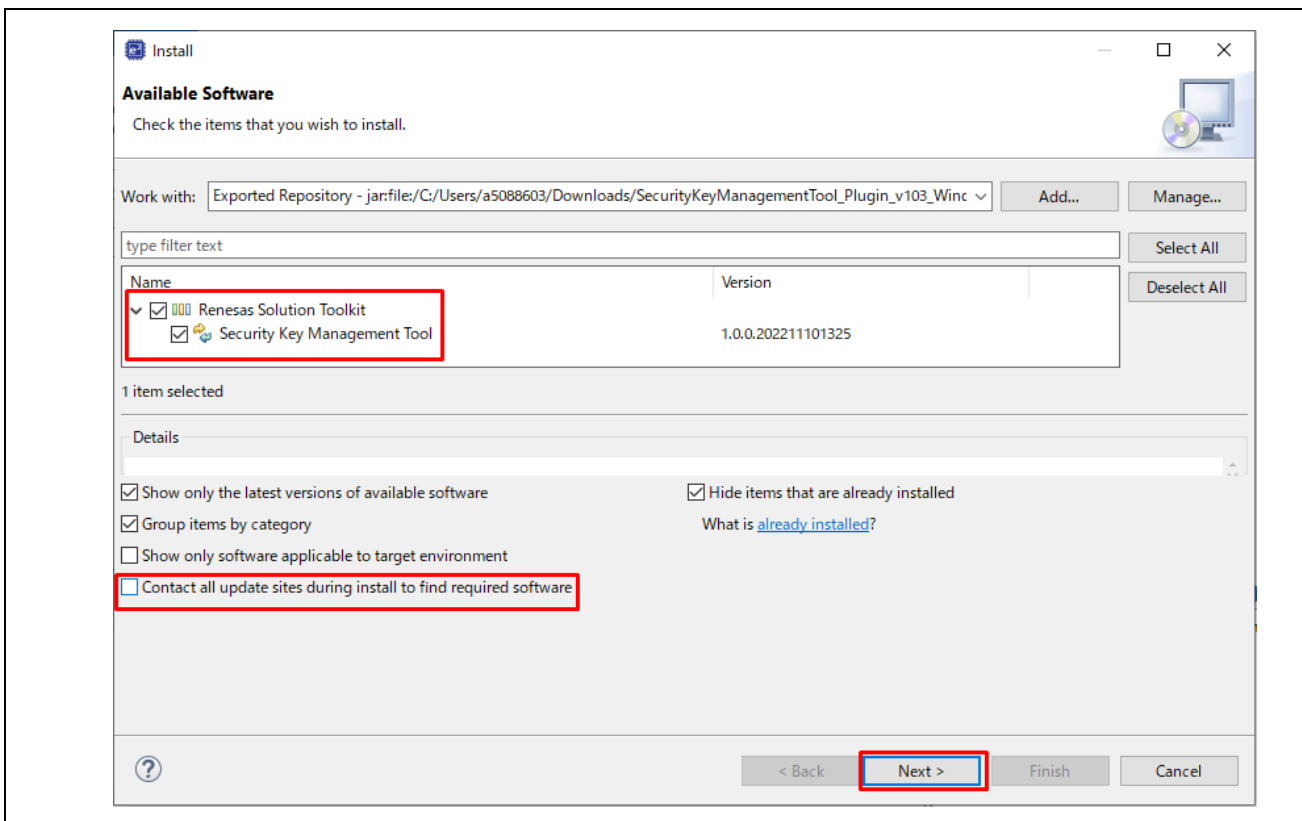 Install
Available Software
Check the items that you wish to install.
Work with: Exported Repository - jar:file:/C:/Users/a5088603/Downloads/SecurityKeyManagementTool_Plugin_v103_Winc Add... Manage...
type filter text Select All
Name Version Deselect All
Renesas Solution Toolkit
Security Key Management Tool 1.0.0.202211101325
1 item selected
Details
Show only the latest versions of available software Hide items that are already installed
Group items by category What is already installed?
Show only software applicable to target environment
Contact all update sites during install to find required software
< Back Next > Finish Cancel